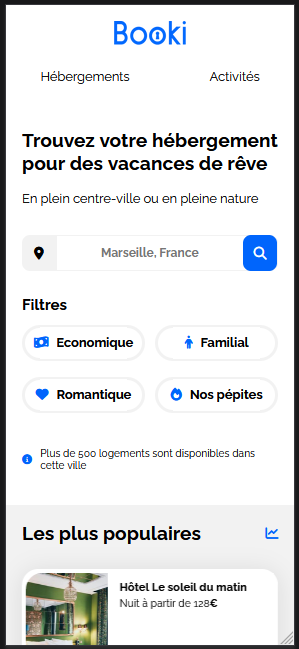 Booki
Hébergements
Activités
Trouvez votre hébergement
pour des vacances de rêve
En plein centre-ville ou en pleine nature
Marseille, France
Filtres
Economique
Familial
Romantique
Nos pépites
Plus de 500 logements sont disponibles dans
cette ville
Les plus populaires
Hôtel Le soleil du matin
Nuit à partir de 128€